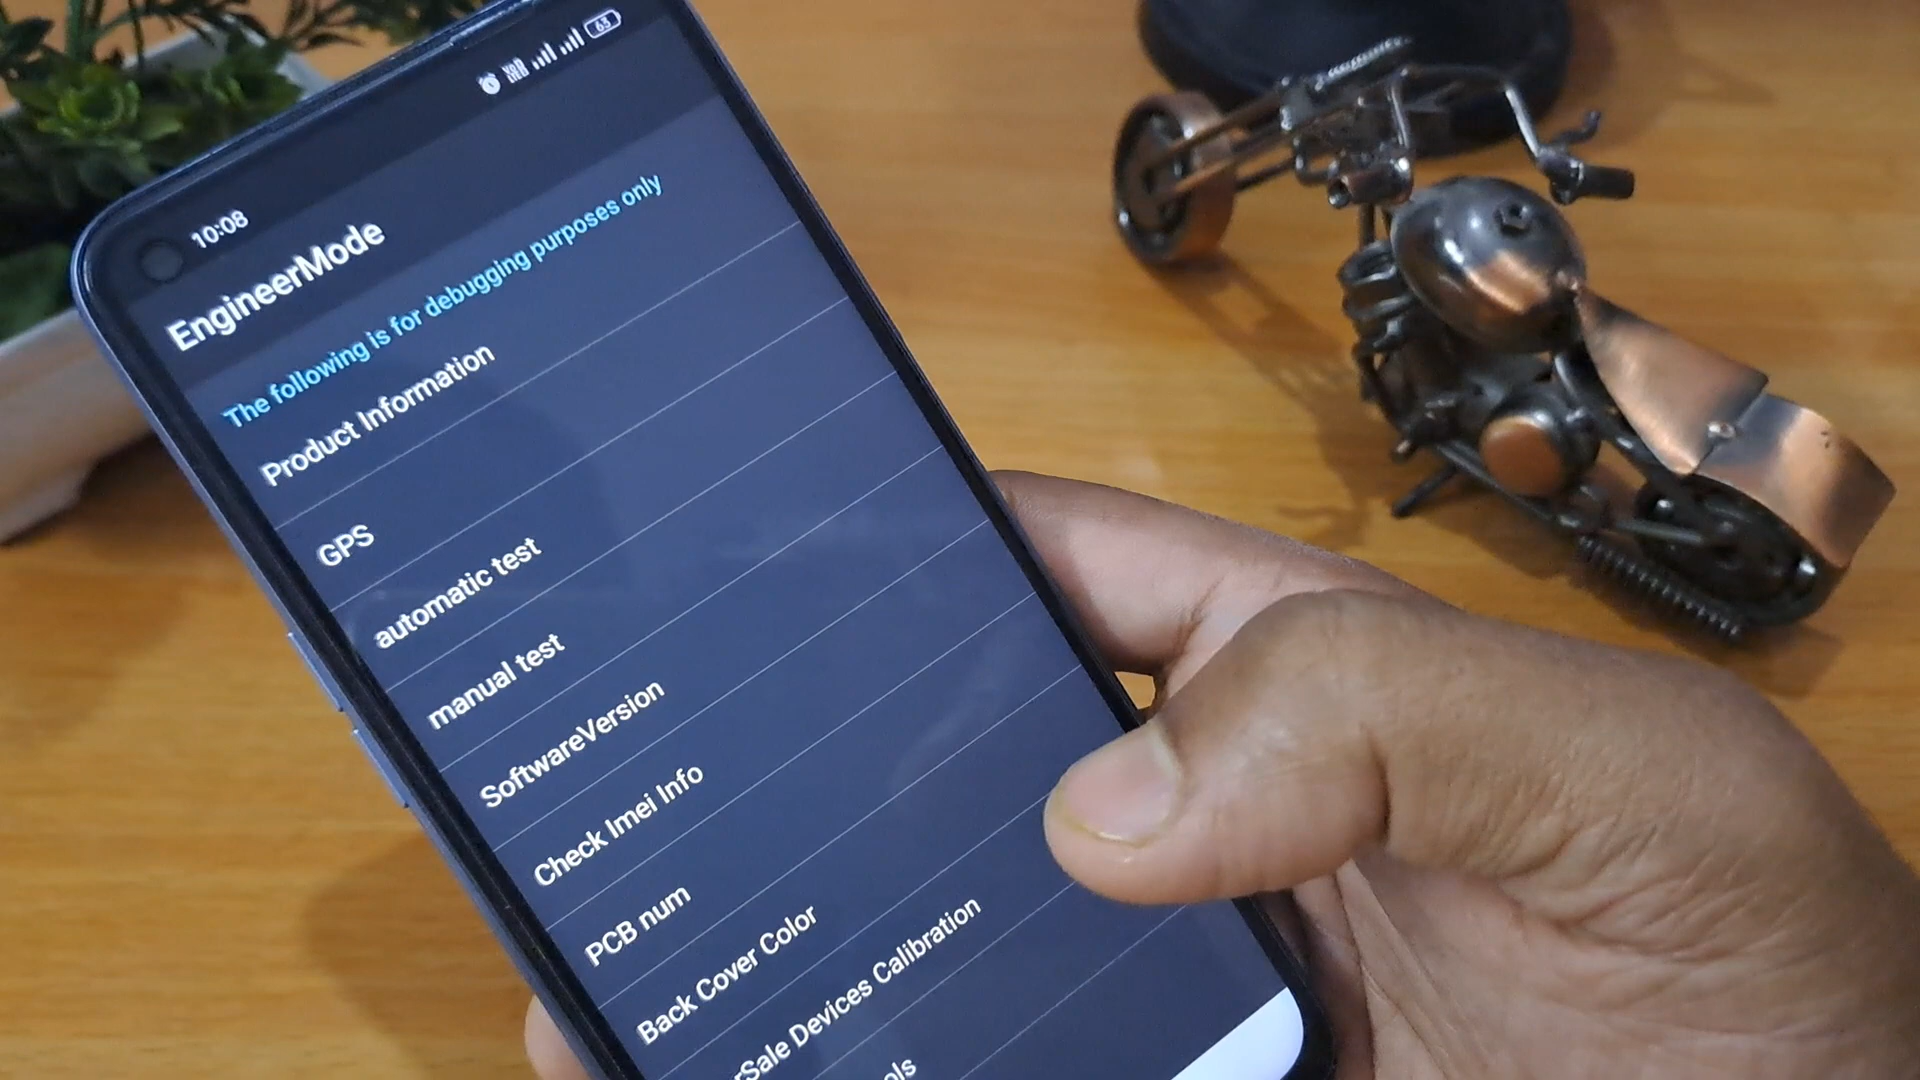 10:08
63
EngineerMode
The following is for debugging purposes only
Product Information
GPS
automatic test
manual test
SoftwareVersion
Check Imei Info
PCB num
Back Cover Color
Devices Calibration